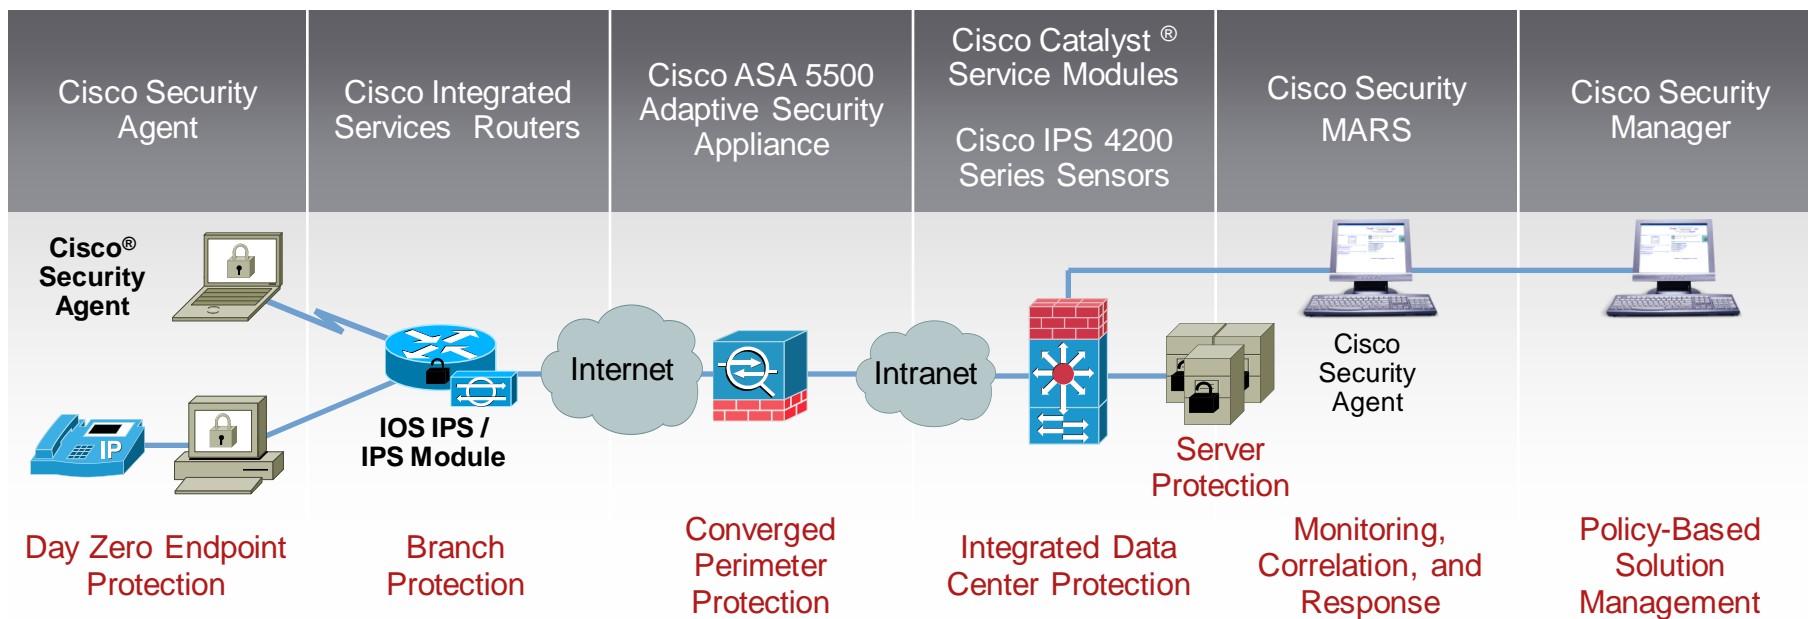 Cisco Security
Agent
Cisco Integrated
Services Routers
Cisco ASA 5500
Adaptive Security
Appliance
Cisco Catalyst ®
Service Modules
Cisco IPS 4200
Series Sensors
Cisco Security
MARS
Cisco Security
Manager
Cisco®
Security
Agent
IP
IOS IPS /
IPS Module
Internet
Intranet
Cisco
Security
Agent
Server
Protection
Day Zero Endpoint
Protection
Branch
Protection
Converged
Perimeter
Protection
Integrated Data
Center Protection
Monitoring,
Correlation, and
Response
Policy-Based
Solution
Management